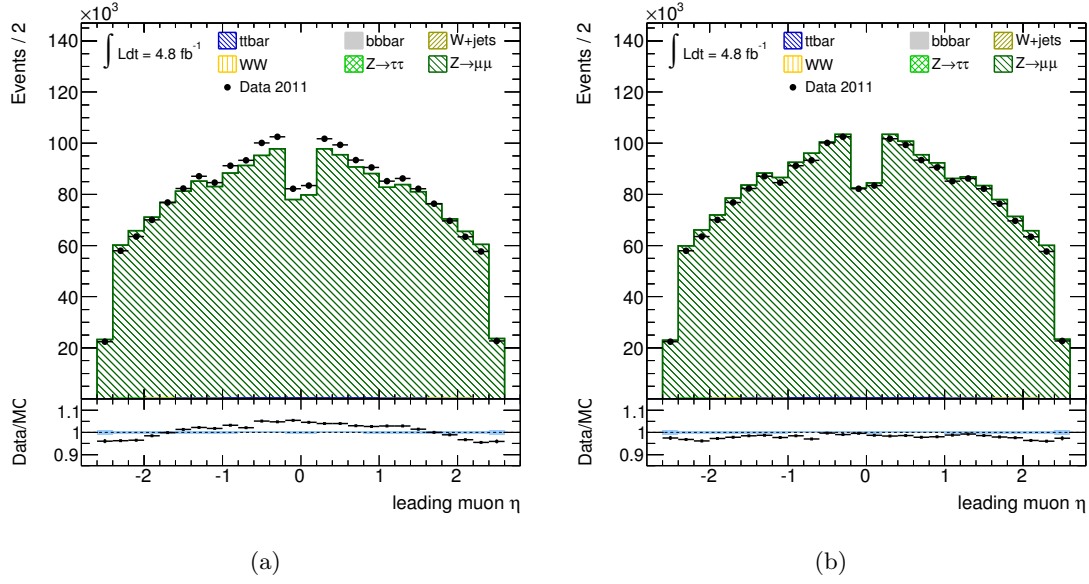 ×10³
Events / 2
140
120
100
80
60
40
20
∫ Ldt = 4.8 fb⁻¹
ttbar
bbbar
W+jets
WW
Z→ττ
Z→μμ
Data 2011
Data/MC
1.1
1
0.9
-2
-1
0
1
2
leading muon η
(a)
×10³
Events / 2
140
120
100
80
60
40
20
∫ Ldt = 4.8 fb⁻¹
ttbar
bbbar
W+jets
WW
Z→ττ
Z→μμ
Data 2011
Data/MC
1.1
1
0.9
-2
-1
0
1
2
leading muon η
(b)